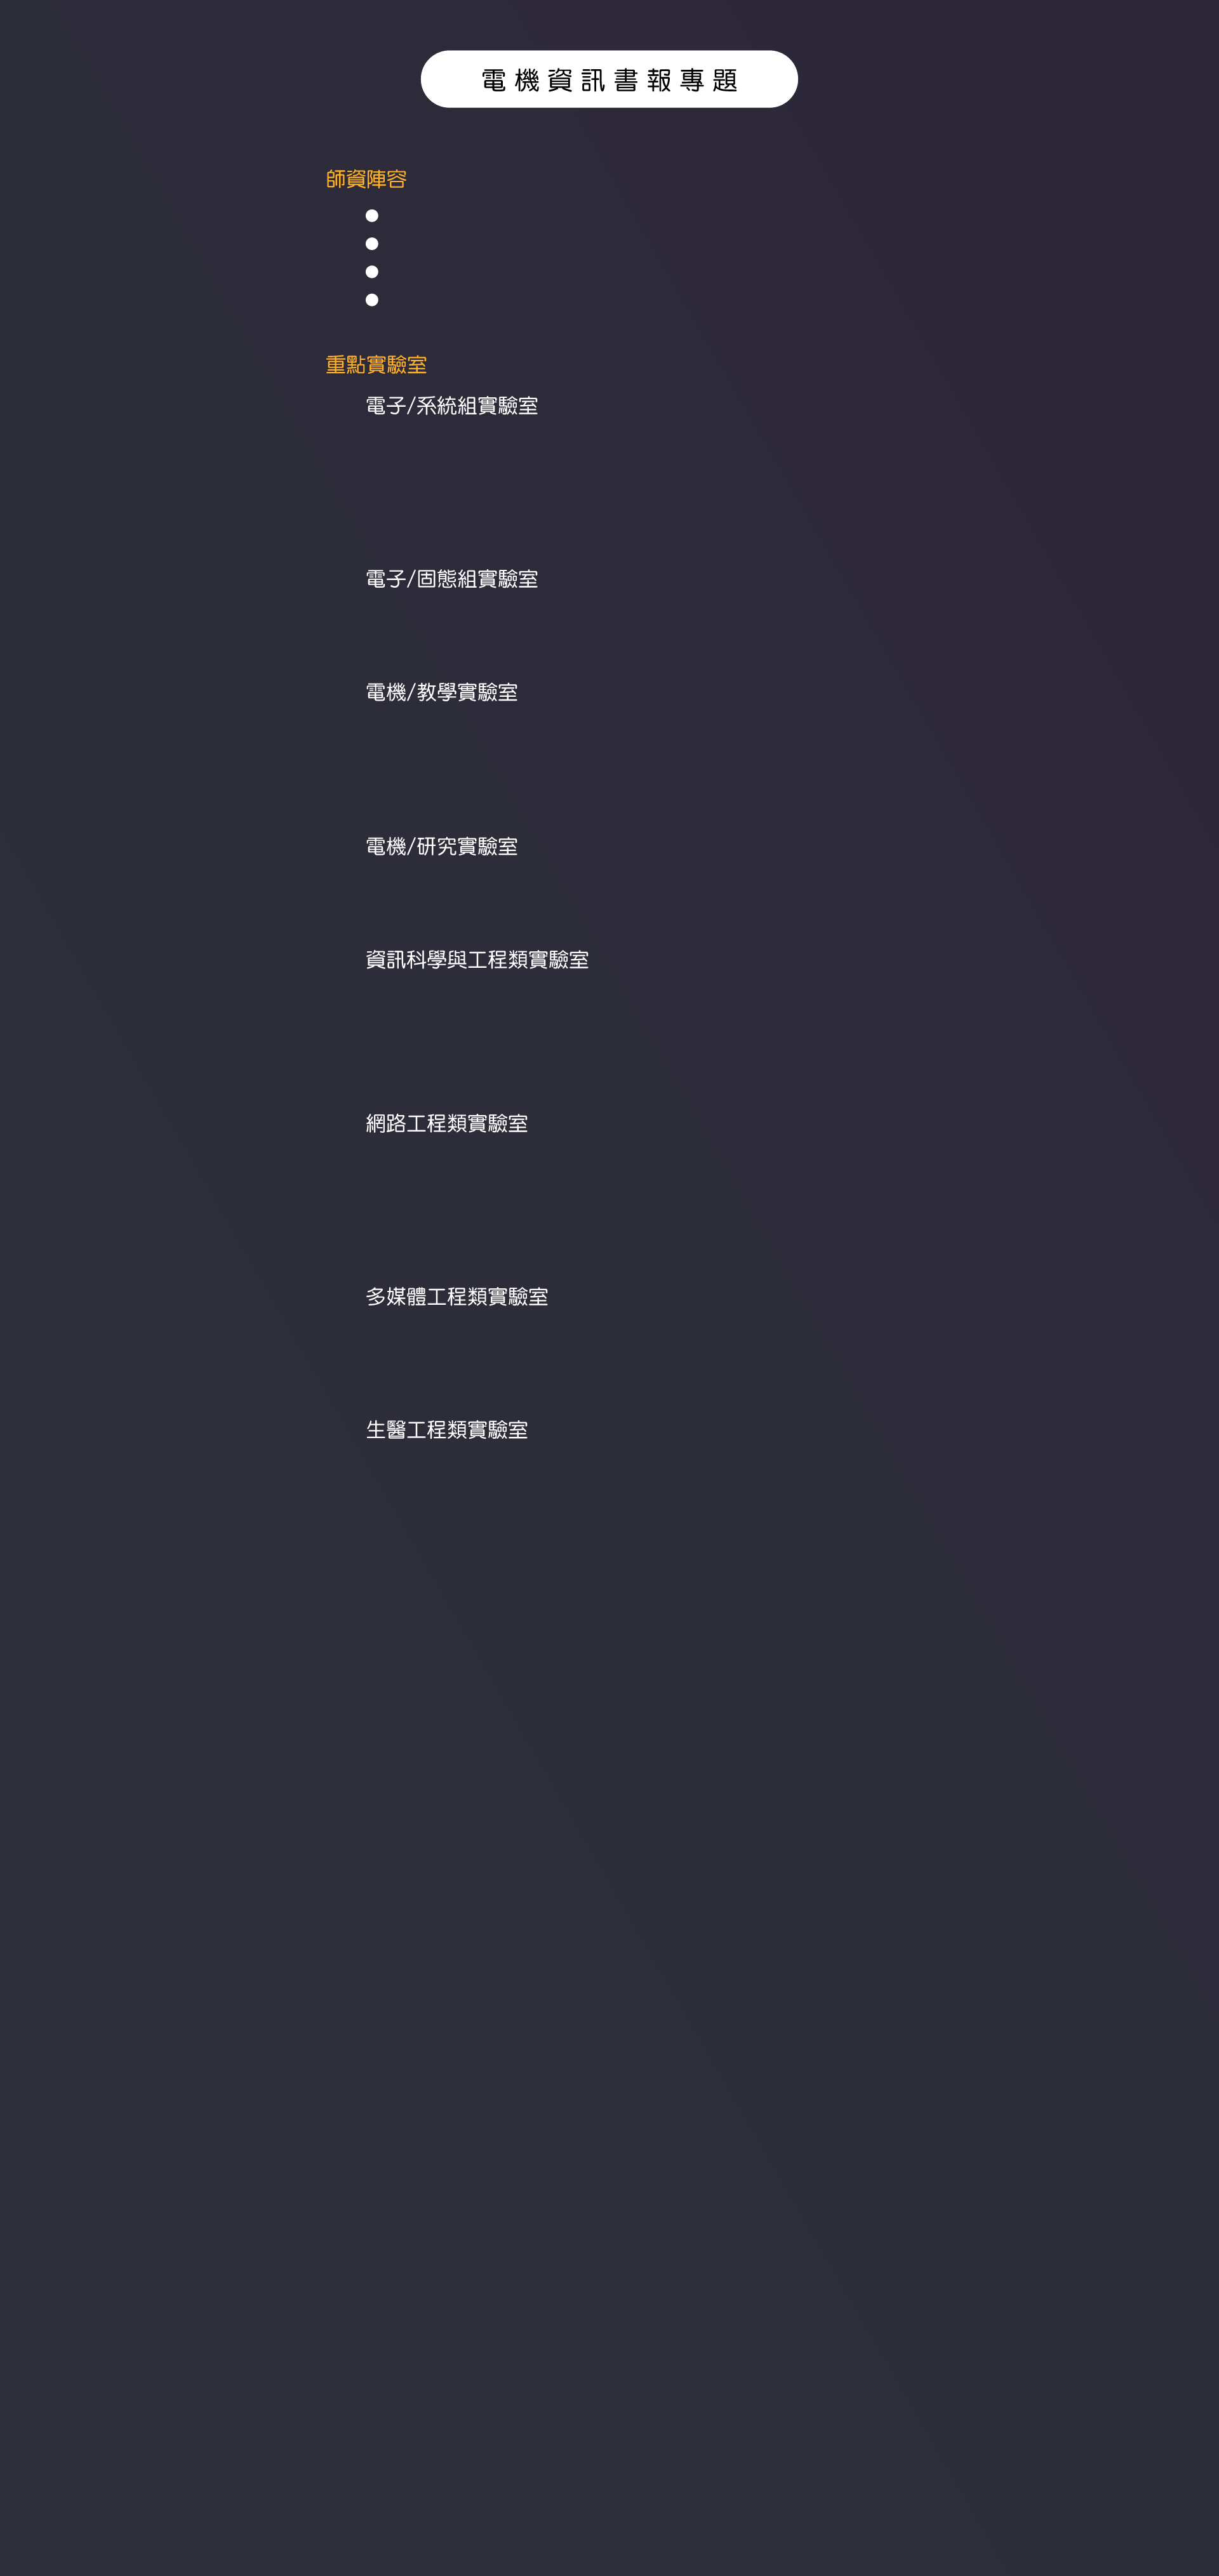 電機資訊書報專題
師資陣容
重點實驗室
電子/系統組實驗室
電子/固態組實驗室
電機/教學實驗室
電機/研究實驗室
資訊科學與工程類實驗室
網路工程類實驗室
多媒體工程類實驗室
生醫工程類實驗室